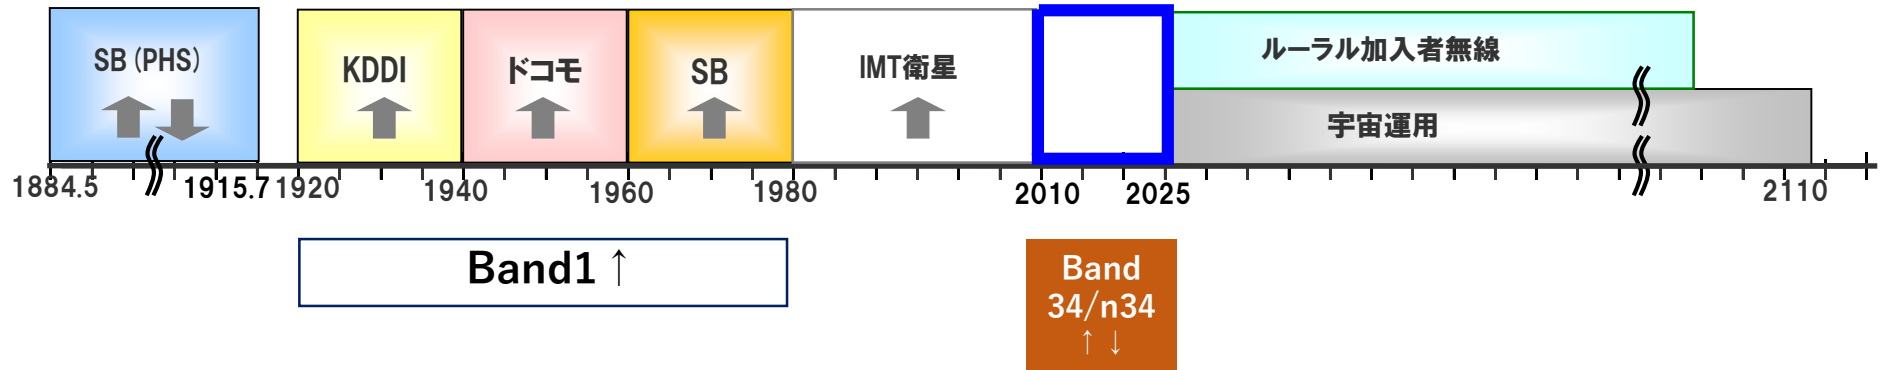 SB (PHS)
KDDI
ドコモ
SB
IMT衛星
ルーラル加入者無線
宇宙運用
1884.5
1915.7
1920
1940
1960
1980
2010
2025
2110
Band1 ↑
Band
34/n34
↑ ↓